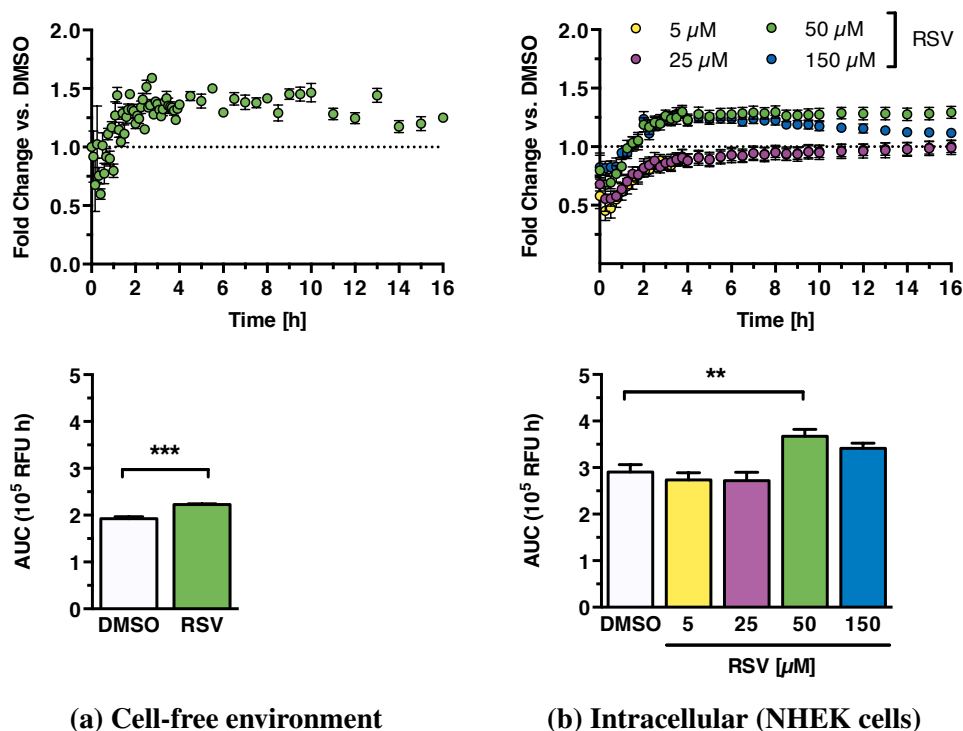 Fold Change vs. DMSO
2.0
1.5
1.0
0.5
0.0
0 2 4 6 8 10 12 14 16
Time [h]
5 µM
25 µM
50 µM
150 µM
RSV
Fold Change vs. DMSO
2.0
1.5
1.0
0.5
0.0
0 2 4 6 8 10 12 14 16
Time [h]
AUC (10⁵ RFU h)
5
4
3
2
1
0
***
DMSO RSV
AUC (10⁵ RFU h)
5
4
3
2
1
0
**
DMSO 5 25 50 150
RSV [µM]
(a) Cell-free environment
(b) Intracellular (NHEK cells)